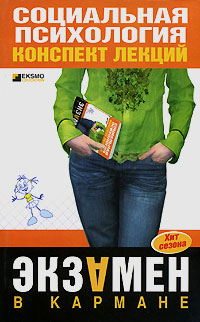 СОЦИАЛЬНАЯ
ПСИХОЛОГИЯ
КОНСПЕКТ ЛЕКЦИЙ
EKSMO
Хит
сезона
ЭКЗАМЕН
В КАРМАНЕ